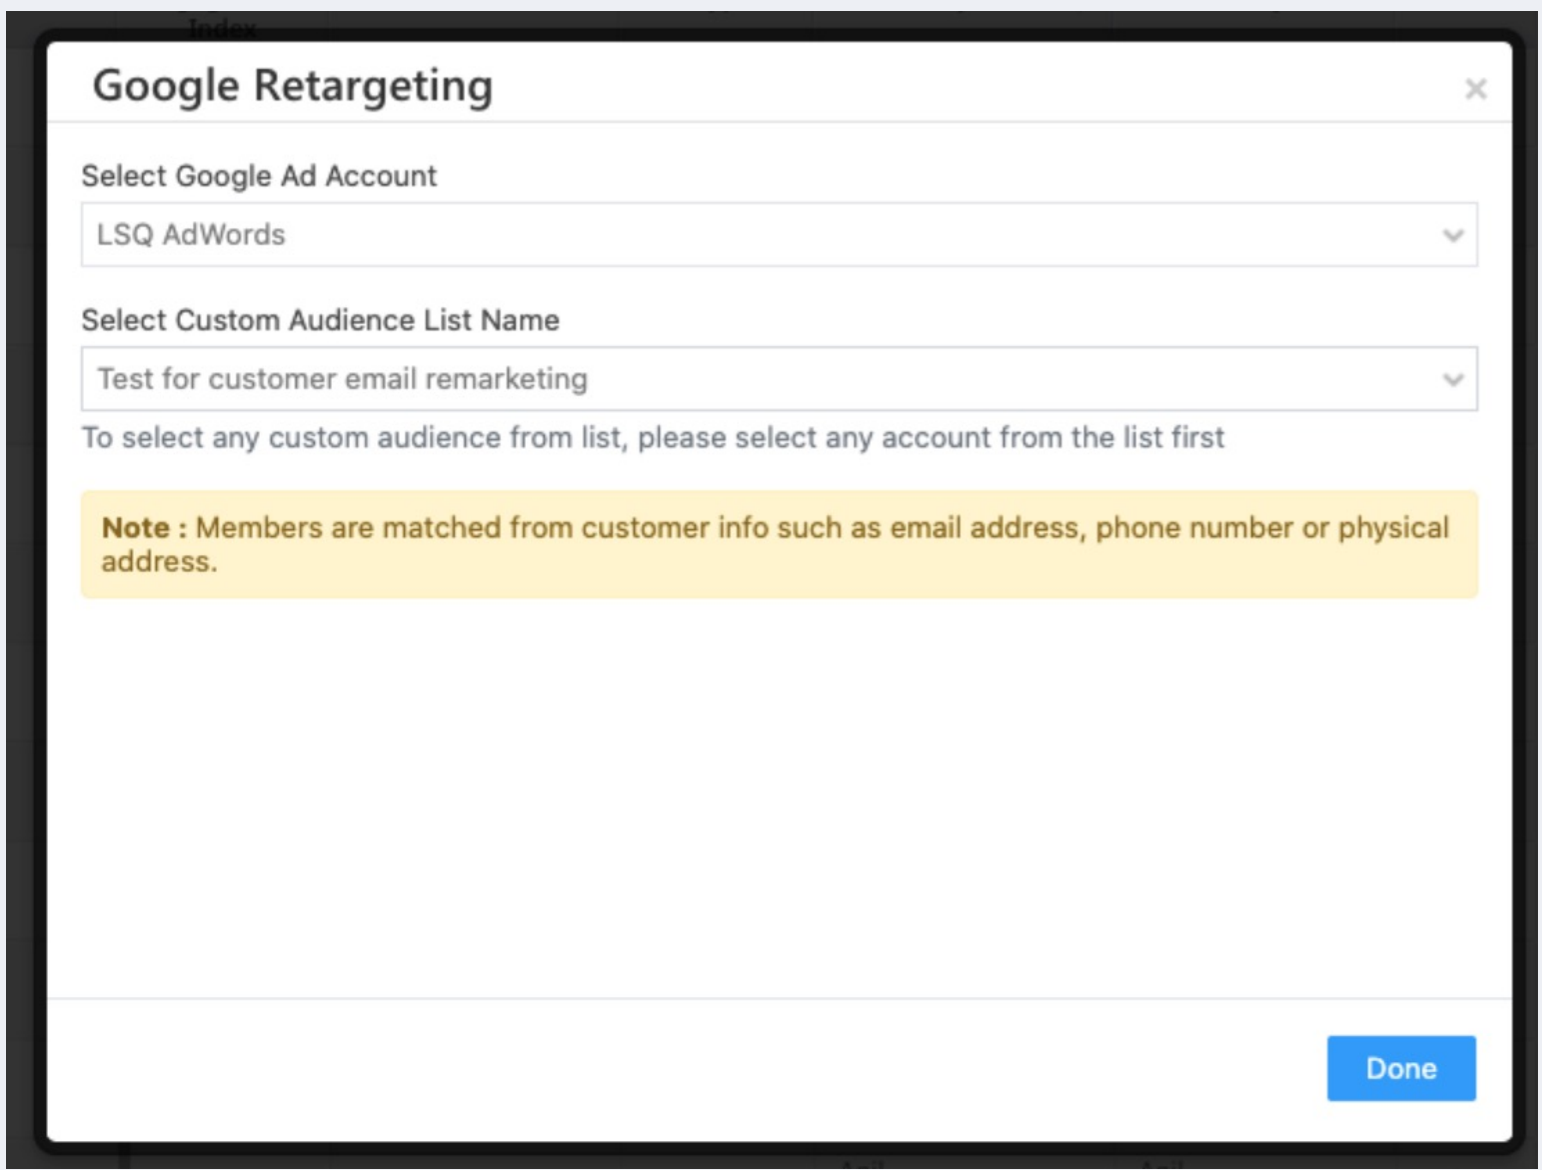 Index
Google Retargeting
×
Select Google Ad Account
LSQ AdWords
Select Custom Audience List Name
Test for customer email remarketing
To select any custom audience from list, please select any account from the list first
Note : Members are matched from customer info such as email address, phone number or physical
address.
Done